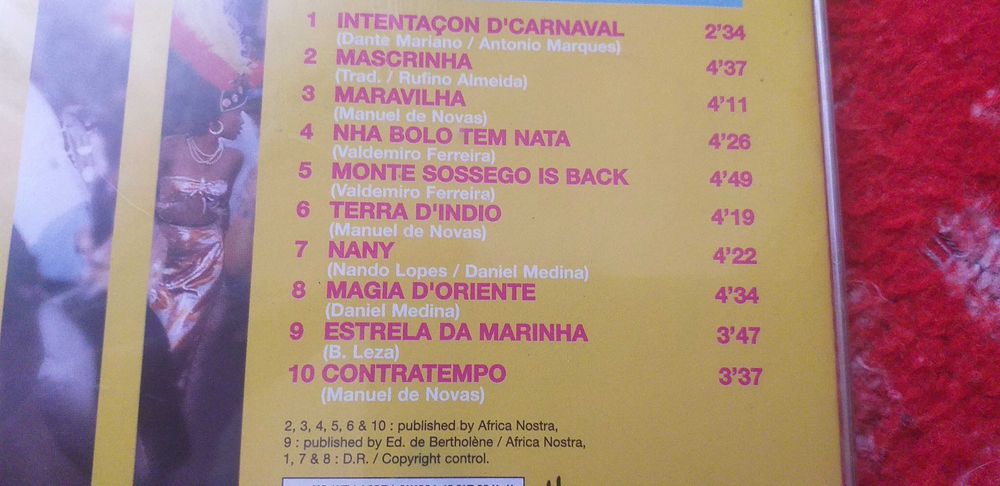 1 INTENTAÇON D'CARNAVAL 2'34
(Dante Mariano / Antonio Marques)
2 MASCRINHA 4'37
(Trad. / Rufino Almeida)
3 MARAVILHA 4'11
(Manuel de Novas)
4 NHA BOLO TEM NATA 4'26
(Valdemiro Ferreira)
5 MONTE SOSSEGO IS BACK 4'49
(Valdemiro Ferreira)
6 TERRA D'INDIO 4'19
(Manuel de Novas)
7 NANY 4'22
(Nando Lopes / Daniel Medina)
8 MAGIA D'ORIENTE 4'34
(Daniel Medina)
9 ESTRELA DA MARINHA 3'47
(B. Leza)
10 CONTRATEMPO 3'37
(Manuel de Novas)
2, 3, 4, 5, 6 & 10 : published by Africa Nostra,
9 : published by Ed. de Bertholène / Africa Nostra,
1, 7 & 8 : D.R. / Copyright control.